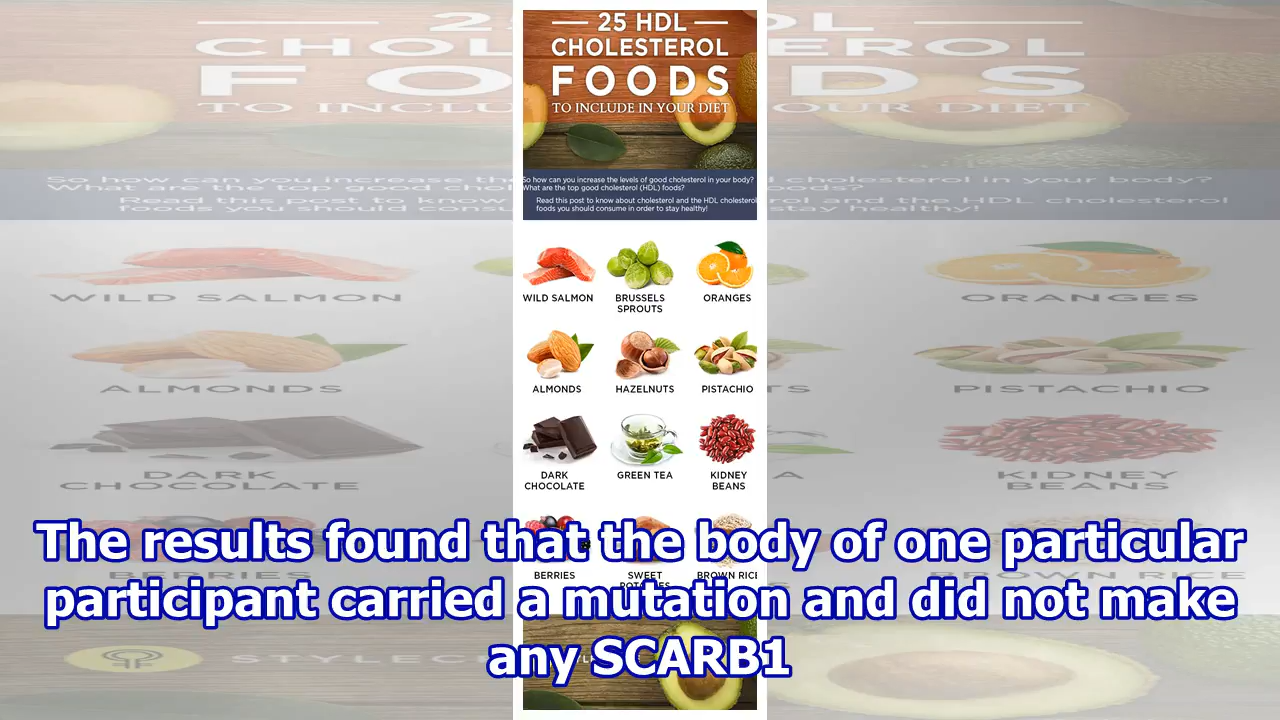 25 HDL
CHOLESTEROL
FOODS
TO INCLUDE IN YOUR DIET
So how can you increase the levels of good cholesterol in your body?
What are the top good cholesterol (HDL) foods?
Read this post to know about cholesterol and the HDL cholesterol
foods you should consume in order to stay healthy!
WILD SALMON
BRUSSELS
SPROUTS
ORANGES
ALMONDS
HAZELNUTS
PISTACHIO
DARK
CHOCOLATE
GREEN TEA
KIDNEY
BEANS
BERRIES
SWEET
BROWN RICE
The results found that the body of one particular
participant carried a mutation and did not make
any SCARB1